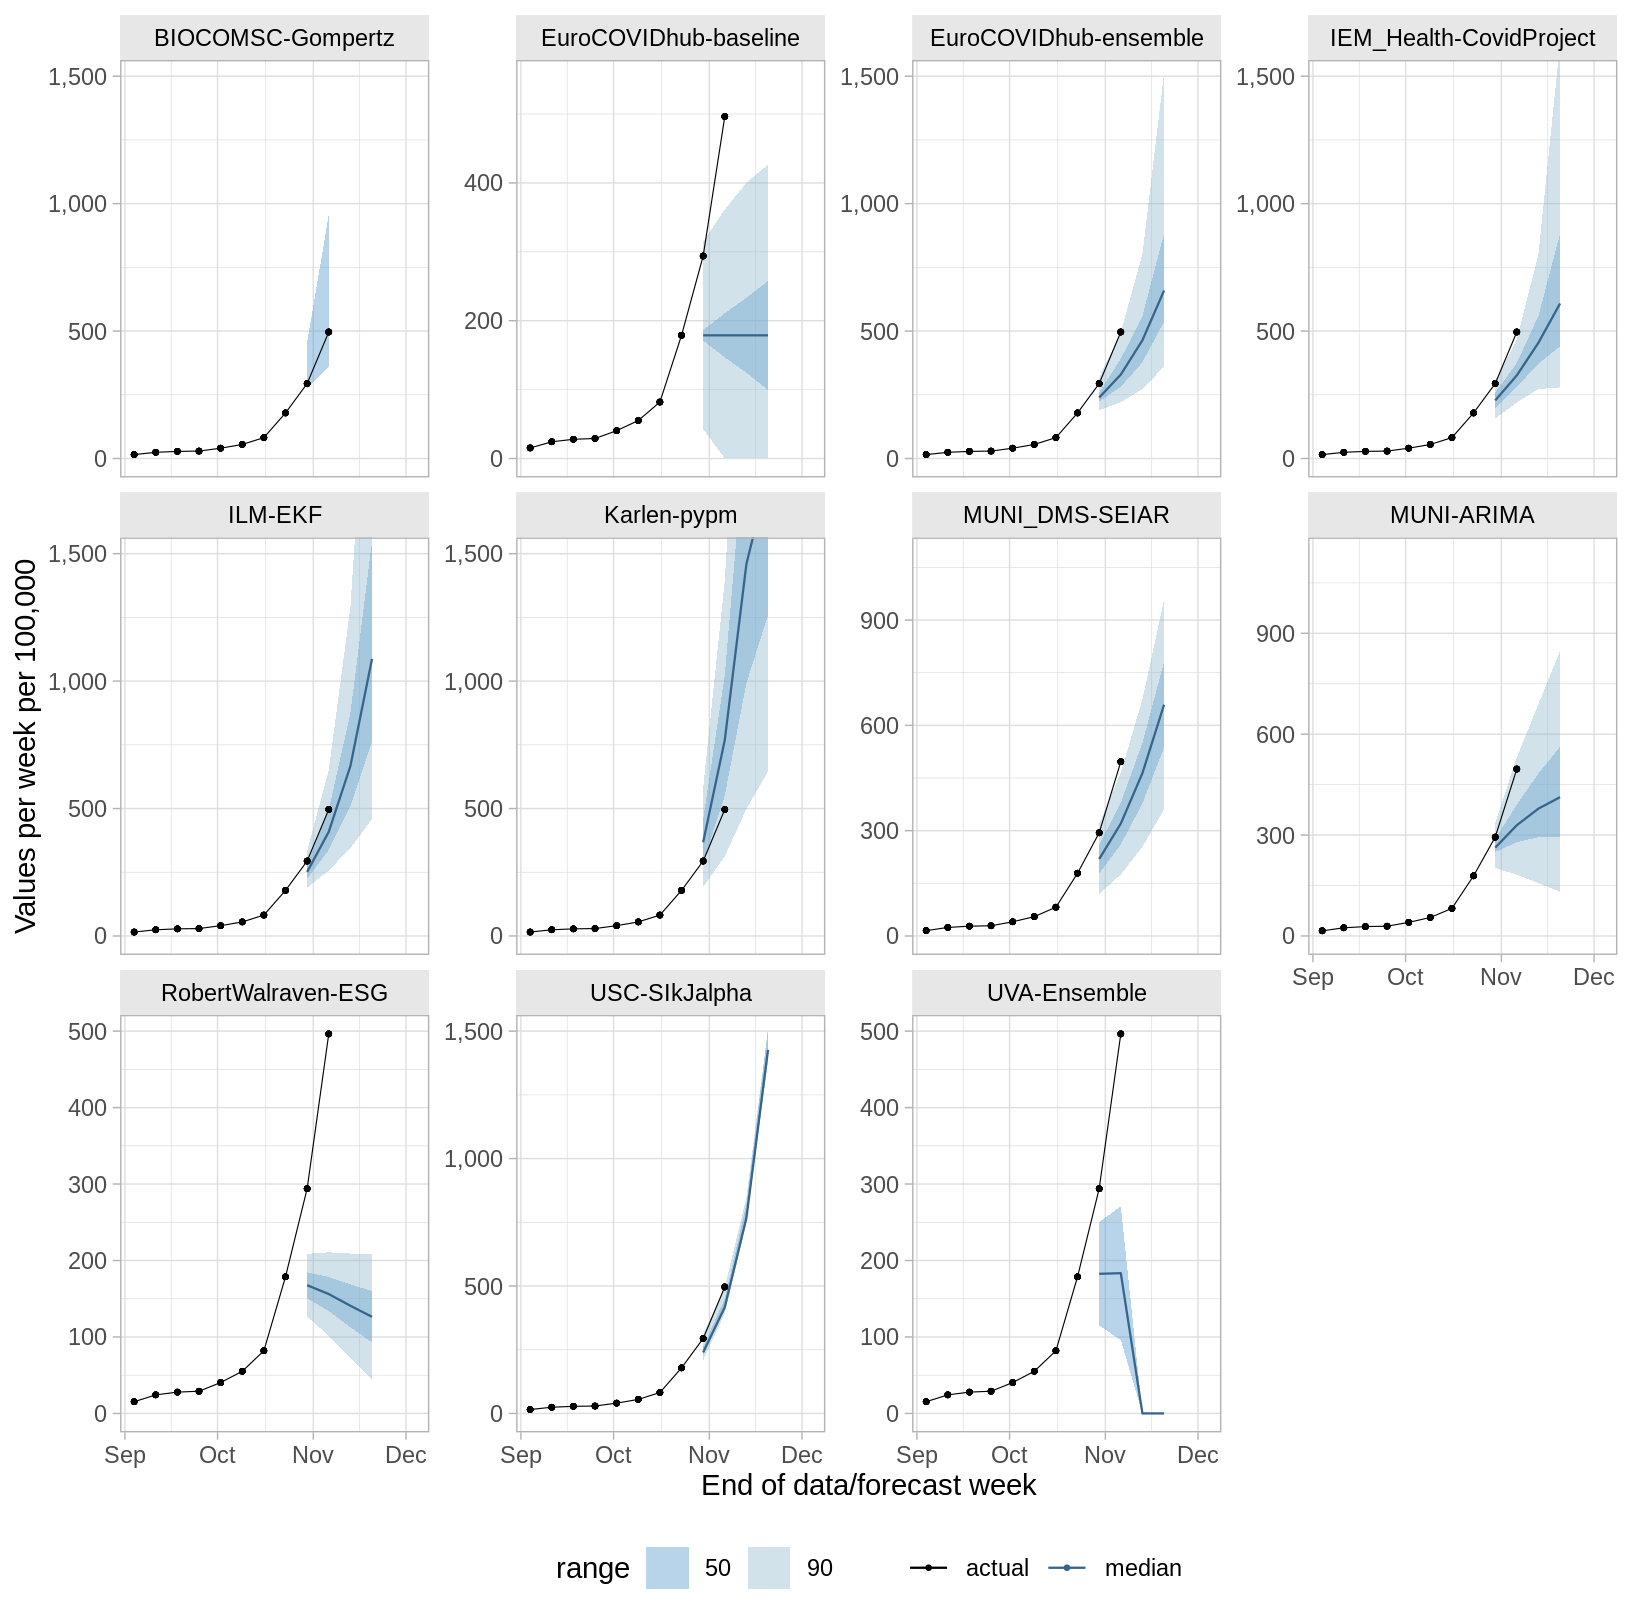 BIOCOMSC-Gompertz EuroCOVIDhub-baseline EuroCOVIDhub-ensemble IEM_Health-CovidProject
1,500 1,500 1,500
1,000 400 1,000 1,000
500 200 500 500
0 0 0 0
ILM-EKF Karlen-pypm MUNI_DMS-SEIAR MUNI-ARIMA
1,500 1,500
1,000 1,000 900 900
600 600
500 500 300 300
0 0 0 0
Sep Oct Nov Dec
Values per week per 100,000
RobertWalraven-ESG USC-SIkJalpha UVA-Ensemble
500 1,500 500
400 400
300 1,000 300
200 500 200
100 100
0 0 0
Sep Oct Nov Dec Sep Oct Nov Dec Sep Oct Nov Dec
End of data/forecast week
range 50 90 actual median